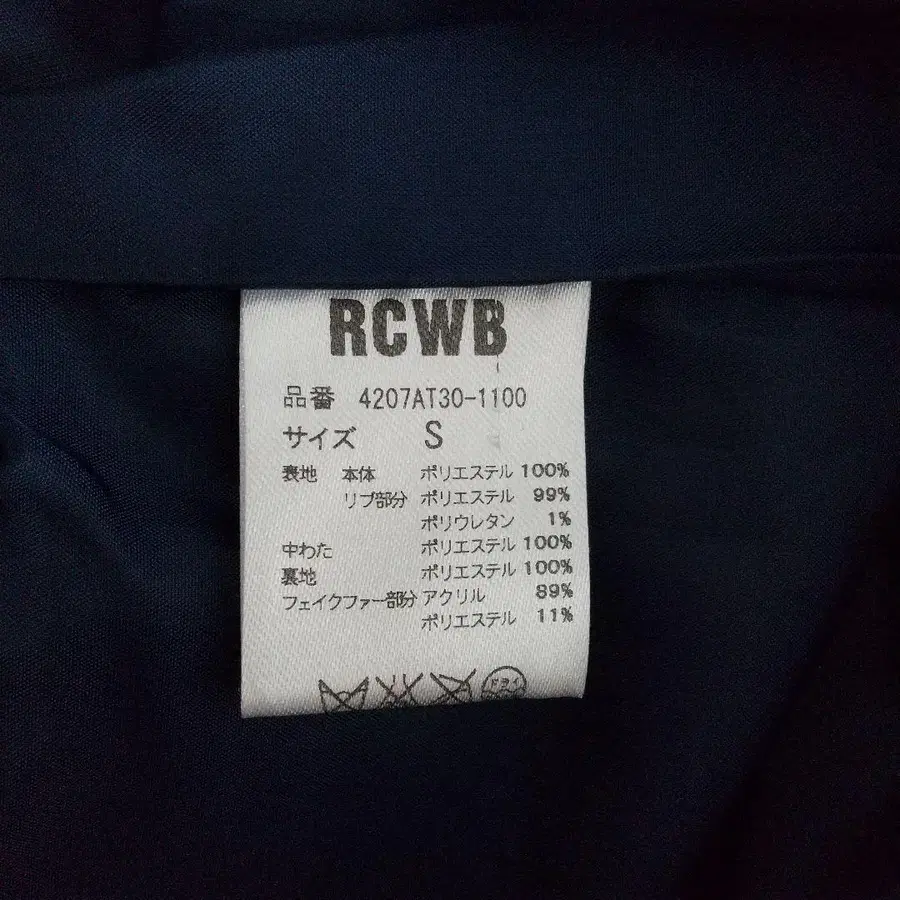 RCWB
品番 4207AT30-1100
サイズ S
表地 本体 ポリエステル 100%
リブ部分 ポリエステル 99%
ポリウレタン 1%
中わた ポリエステル 100%
裏地 ポリエステル 100%
フェイクファー部分 アクリル 89%
ポリエステル 11%
ドライ